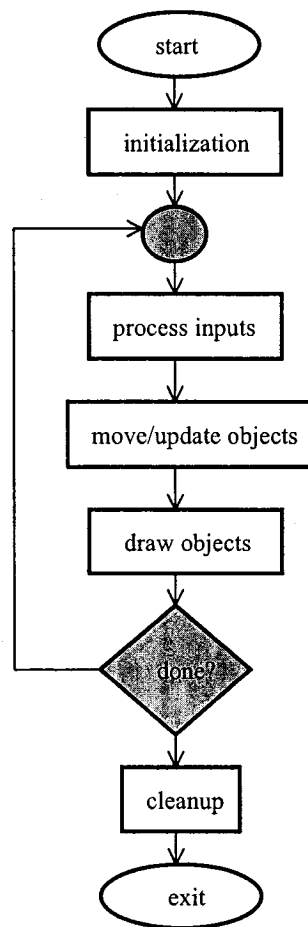 start
initialization
process inputs
move/update objects
draw objects
done?
cleanup
exit